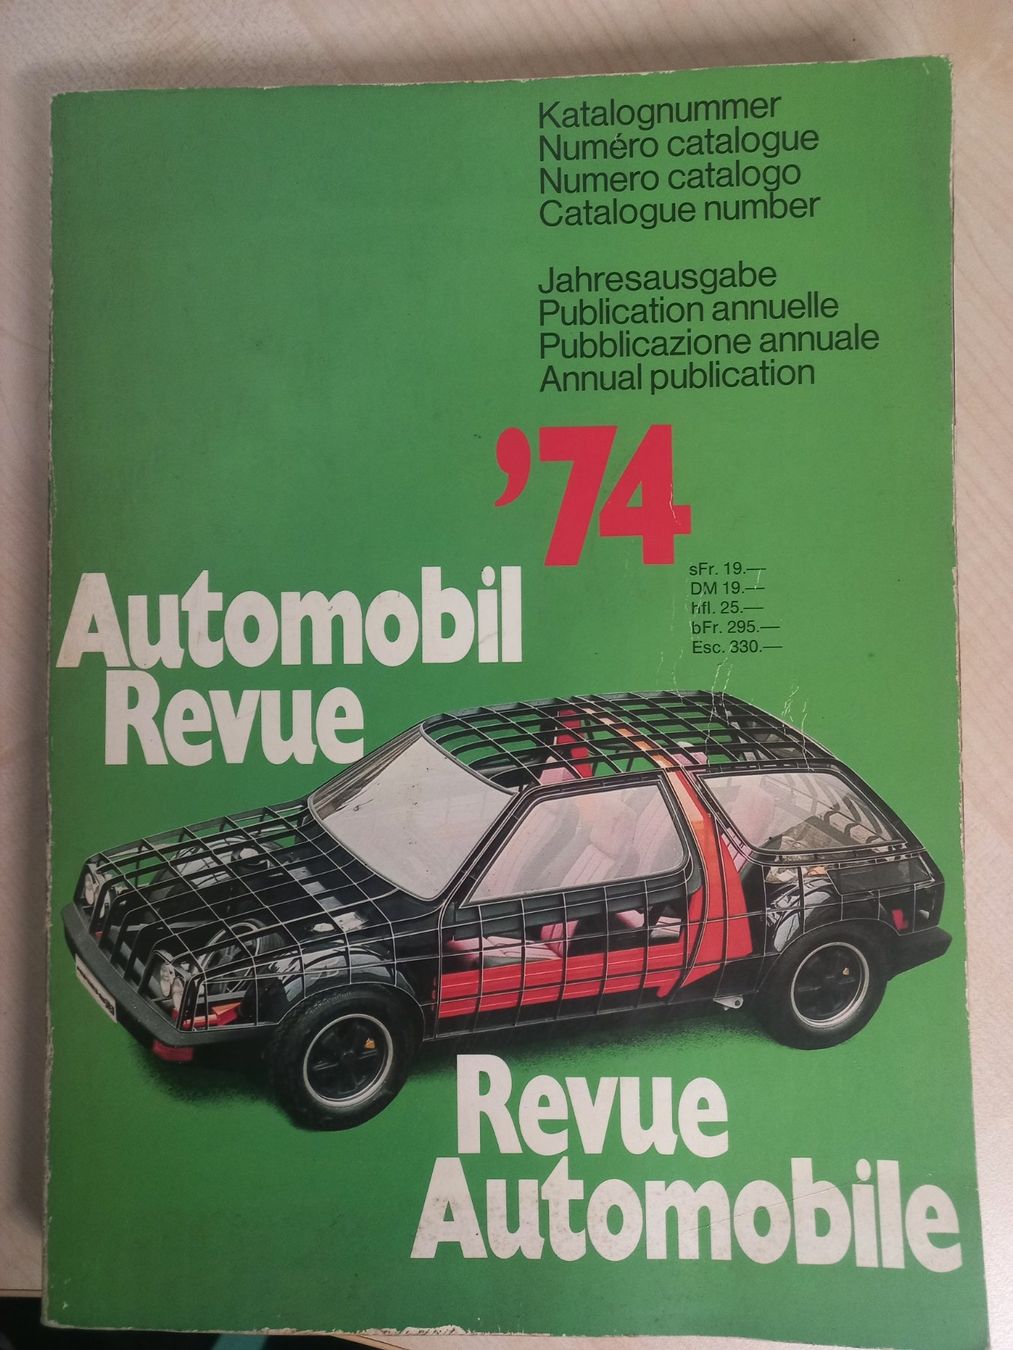 Katalognummer
Numéro catalogue
Numero catalogo
Catalogue number
Jahresausgabe
Publication annuelle
Pubblicazione annuale
Annual publication
'74
sFr. 19.—
DM 19.—
hfl. 25.—
bFr. 295.—
Esc. 330.—
Automobil
Revue
Revue
Automobile